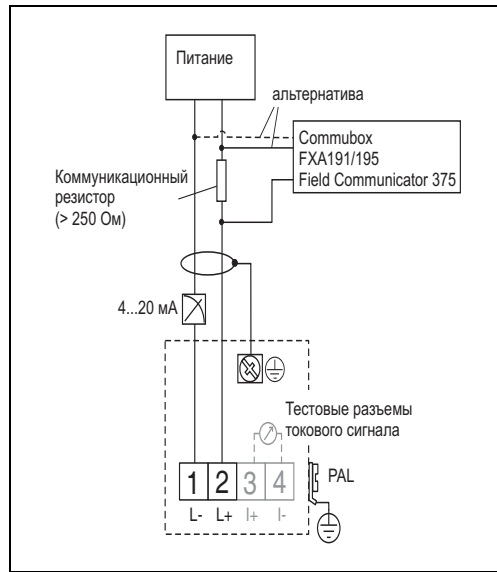 Питание
альтернатива
Commubox
FXA191/195
Field Communicator 375
Коммуникационный
резистор
(> 250 Ом)
4...20 мА
Тестовые разъемы
токового сигнала
1 2 3 4
PAL
L- L+ I+ I-